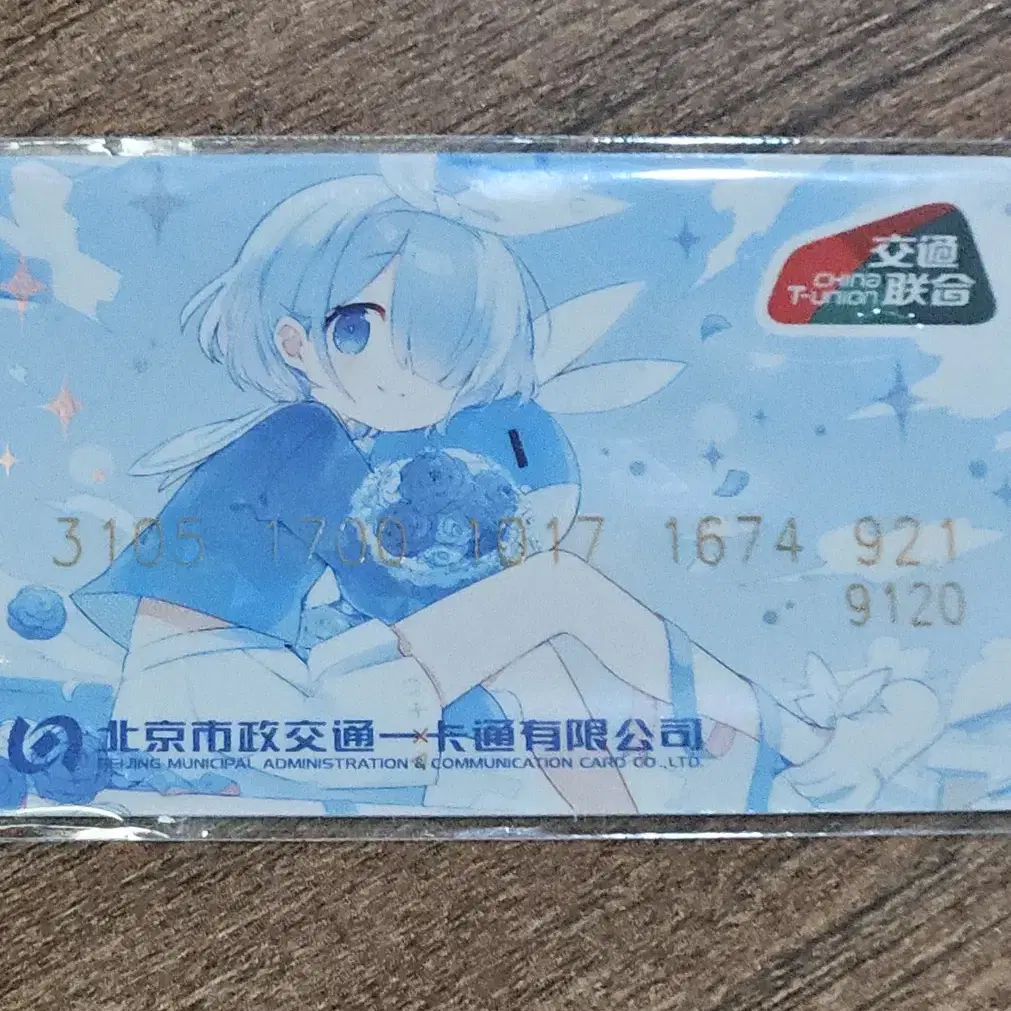 交通
China
T-union 联合
3105 1700 1017 1674 921
9120
北京市政交通一卡通有限公司
BEIJING MUNICIPAL ADMINISTRATION & COMMUNICATION CARD CO.,LTD.